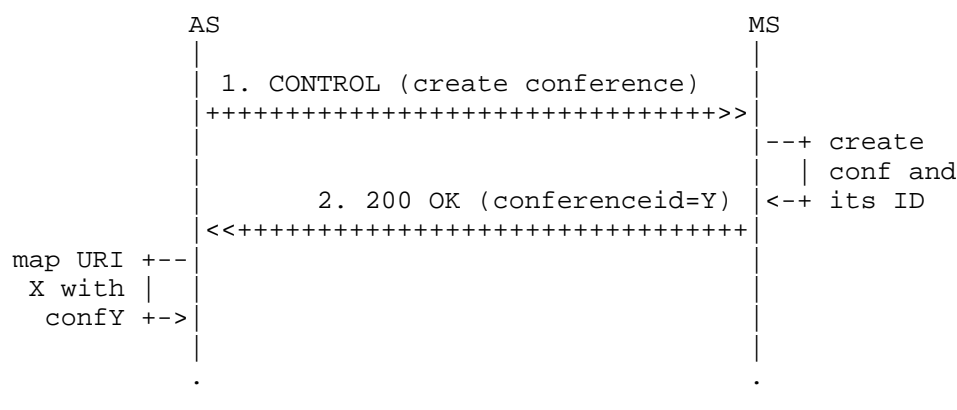 AS MS
1. CONTROL (create conference)
+++++++++++++++++++++++++++++++++>>
--+ create
| conf and
2. 200 OK (conferenceid=Y) <-+ its ID
<<+++++++++++++++++++++++++++++++++
map URI +--
X with |
confY +->
. .